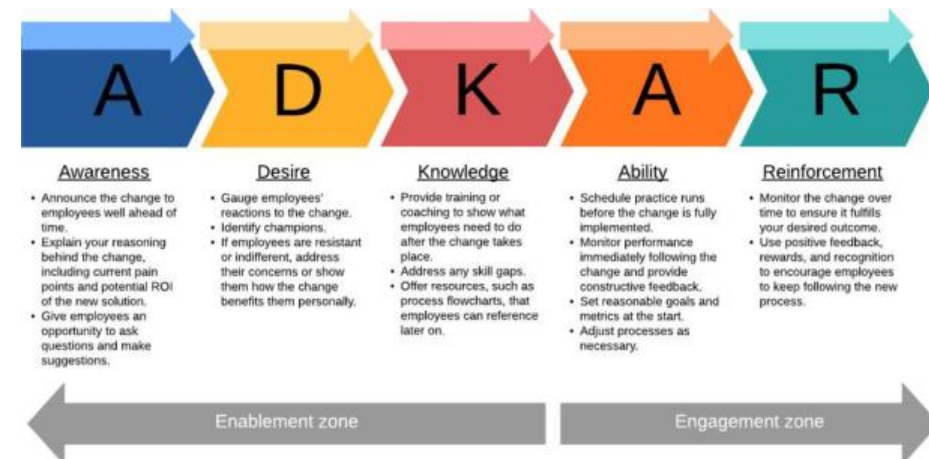 A
D
K
A
R
Awareness
• Announce the change to
employees well ahead of
time.
• Explain your reasoning
behind the change,
including current pain
points and potential ROI
of the new solution.
• Give employees an
opportunity to ask
questions and make
suggestions.
Desire
• Gauge employees'
reactions to the change.
• Identify champions.
• If employees are resistant
or indifferent, address
their concerns or show
them how the change
benefits them personally.
Knowledge
• Provide training or
coaching to show what
employees need to do
after the change takes
place.
• Address any skill gaps.
• Offer resources, such as
process flowcharts, that
employees can reference
later on.
Ability
• Schedule practice runs
before the change is fully
implemented.
• Monitor performance
immediately following the
change and provide
constructive feedback.
• Set reasonable goals and
metrics at the start.
• Adjust processes as
necessary.
Reinforcement
• Monitor the change over
time to ensure it fulfills
your desired outcome.
• Use positive feedback,
rewards, and recognition
to encourage employees
to keep following the new
process.
Enablement zone
Engagement zone